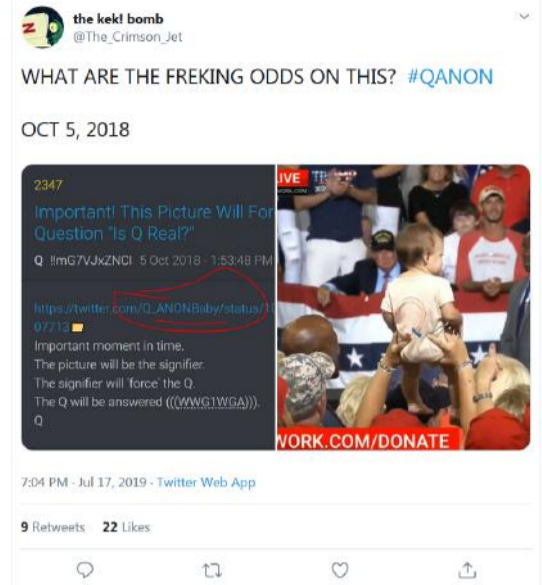 the kek! bomb
@The_Crimson_Jet
WHAT ARE THE FREKING ODDS ON THIS? #QANON
OCT 5, 2018
2347
Important! This Picture Will For
Question "Is Q Real?"
Q !!mG7VJxZNCI 5 Oct 2018 - 1:53:48 PM
https://twitter.com/Q_ANONBaby/status/1
07713
Important moment in time.
The picture will be the signifier.
The signifier will 'force' the Q.
The Q will be answered (((WWG1WGA))).
Q
IVE
WORK.COM/DONATE
7:04 PM - Jul 17, 2019 - Twitter Web App
9 Retweets 22 Likes